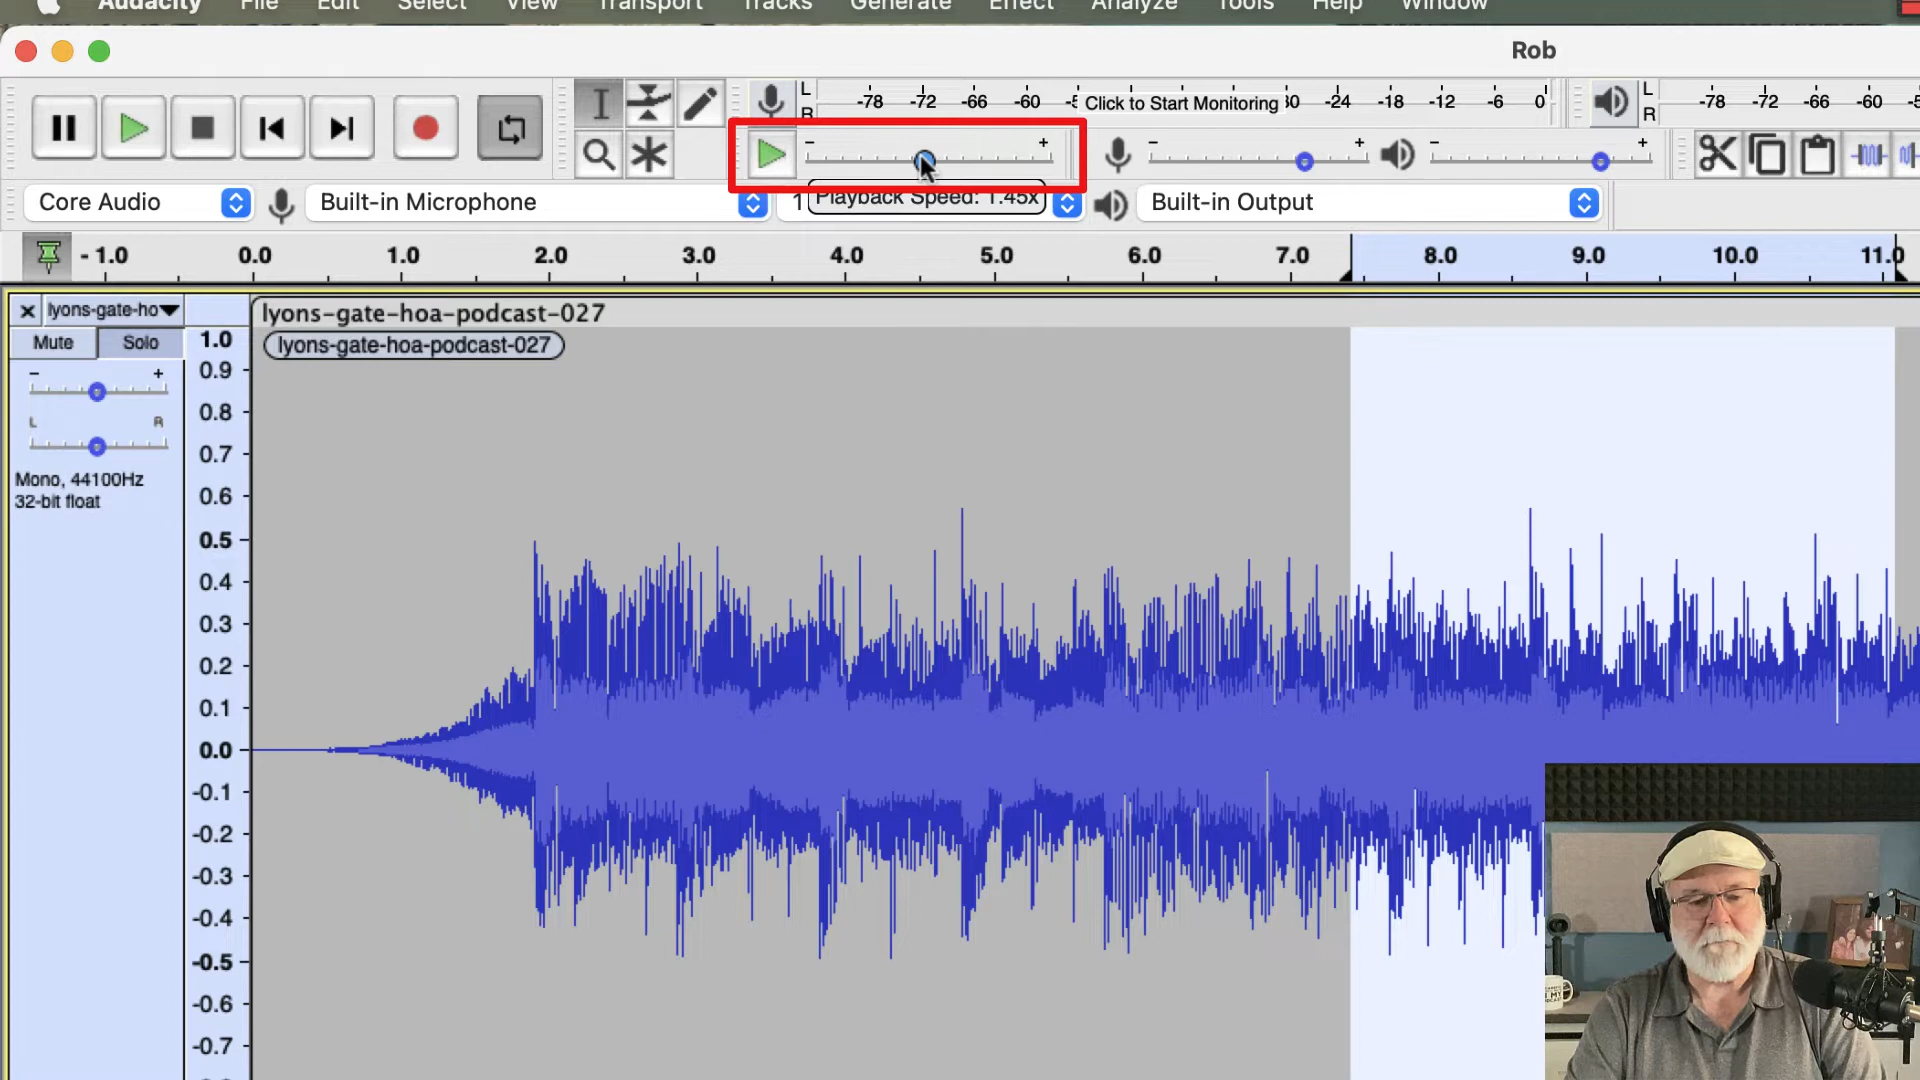 Audacity File Edit Select View Transport Tracks Generate Effect Analyze Tools Help Window
Rob
L
R
-78 -72 -66 -60 Click to Start Monitoring -24 -18 -12 -6 0
L
R
-78 -72 -66 -60
- +
- +
- +
Core Audio
Built-in Microphone
1
Playback Speed: 1.45x
Built-in Output
-1.0 0.0 1.0 2.0 3.0 4.0 5.0 6.0 7.0 8.0 9.0 10.0 11.0
lyons-gate-ho
lyons-gate-hoa-podcast-027
Mute Solo
lyons-gate-hoa-podcast-027
- +
L R
Mono, 44100Hz
32-bit float
1.0
0.9
0.8
0.7
0.6
0.5
0.4
0.3
0.2
0.1
0.0
-0.1
-0.2
-0.3
-0.4
-0.5
-0.6
-0.7